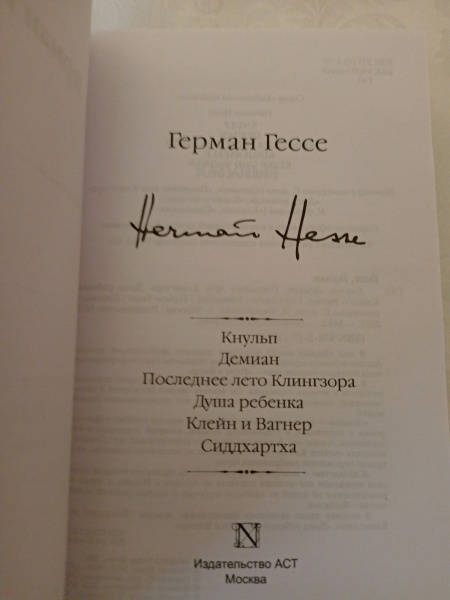 Герман Гессе
Hermann Hesse
Кнульп
Демиан
Последнее лето Клингзора
Душа ребенка
Клейн и Вагнер
Сиддхартха
N
Издательство АСТ
Москва